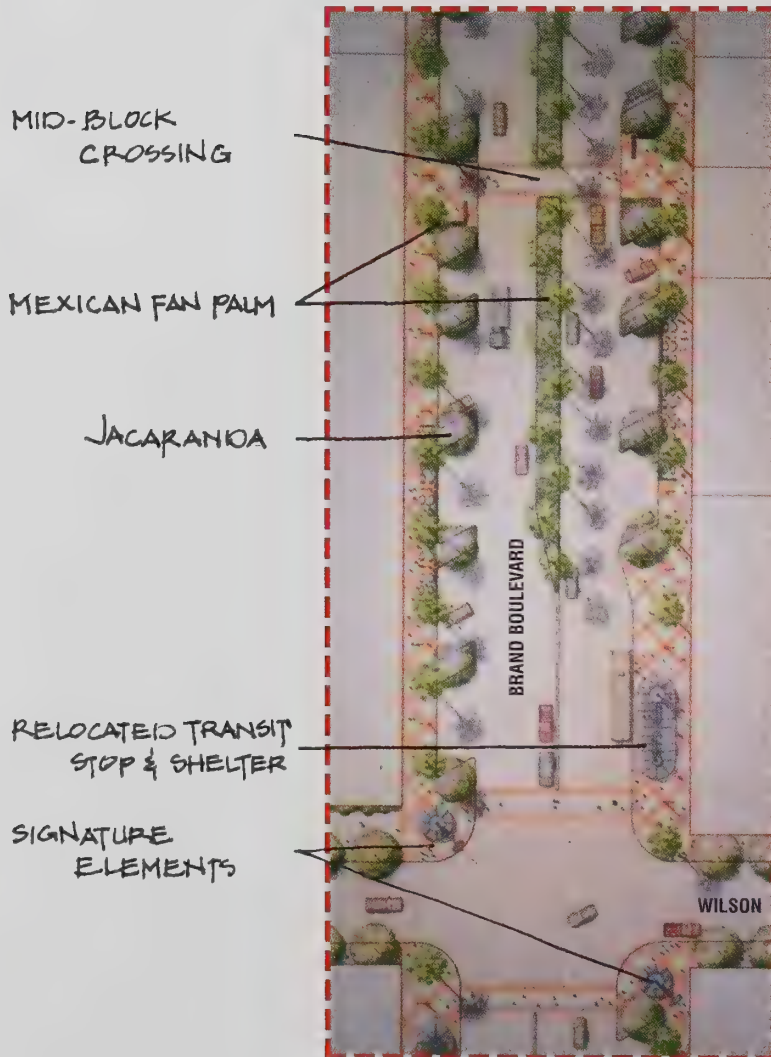 MID-BLOCK
CROSSING
MEXICAN FAN PALM
JACARANDA
BRAND BOULEVARD
RELOCATED TRANSIT
STOP & SHELTER
SIGNATURE
ELEMENTS
WILSON